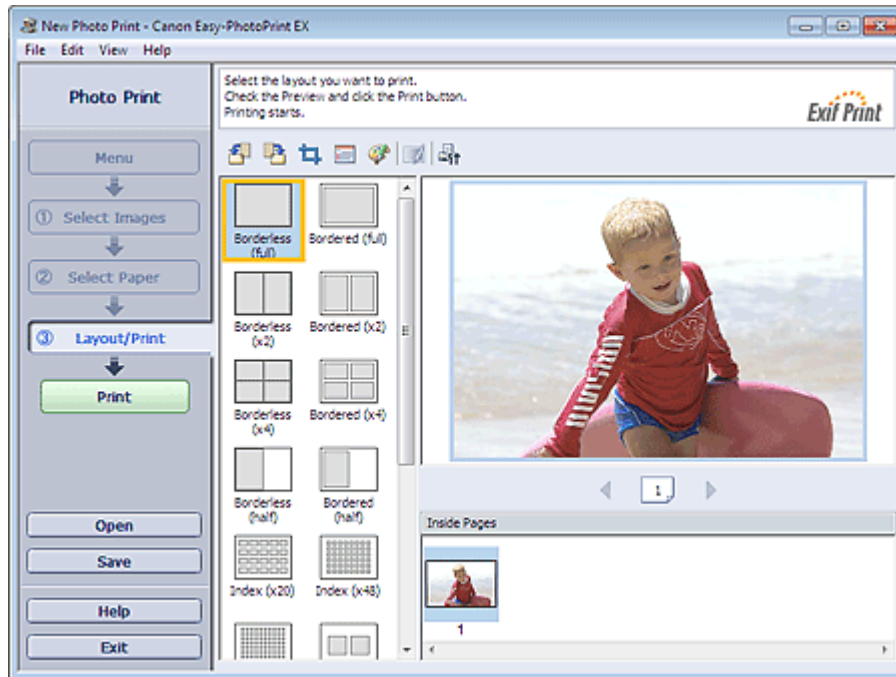 New Photo Print - Canon Easy-PhotoPrint EX
File Edit View Help
Photo Print
Menu
① Select Images
② Select Paper
③ Layout/Print
Print
Open
Save
Help
Exit
Select the layout you want to print.
Check the Preview and click the Print button.
Printing starts.
Exif Print
Borderless
(full)
Bordered (full)
Borderless
(x2)
Bordered (x2)
Borderless
(x4)
Bordered (x4)
Borderless
(half)
Bordered
(half)
Index (x20)
Index (x48)
1
Inside Pages
1